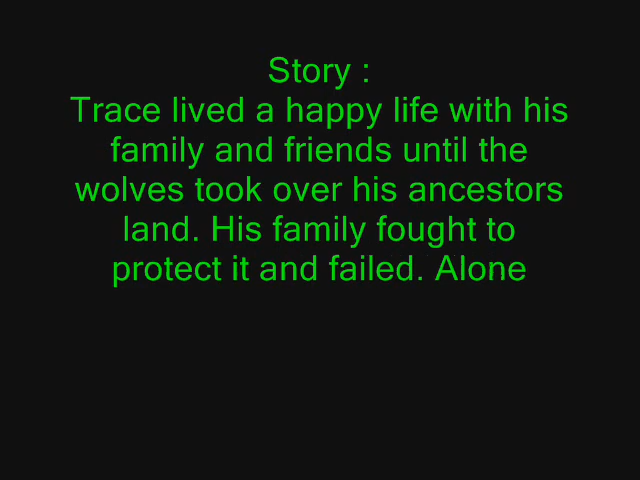 Story :
Trace lived a happy life with his
family and friends until the
wolves took over his ancestors
land. His family fought to
protect it and failed. Alone